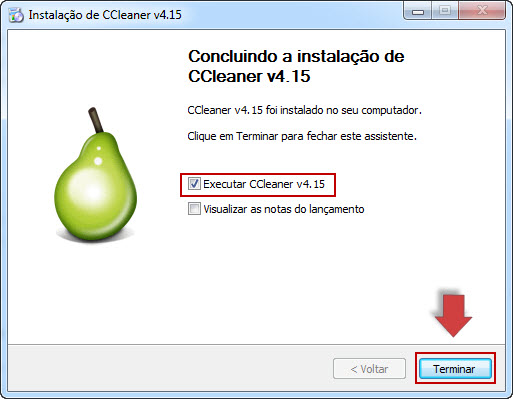 Instalação de CCleaner v4.15
Concluindo a instalação de
CCleaner v4.15
CCleaner v4.15 foi instalado no seu computador.
Clique em Terminar para fechar este assistente.
Executar CCleaner v4.15
Visualizar as notas do lançamento
< Voltar
Terminar